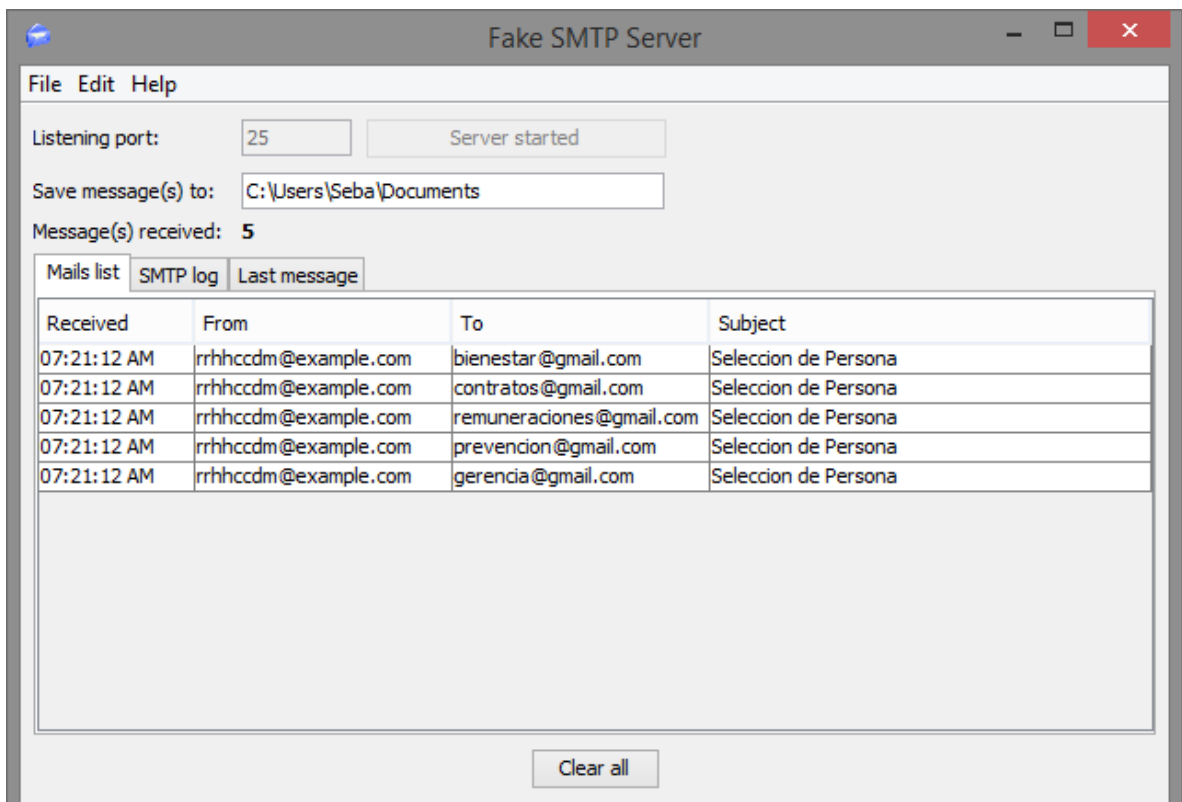 Fake SMTP Server
File Edit Help
Listening port: 25 Server started
Save message(s) to: C:\Users\Seba\Documents
Message(s) received: 5
Mails list SMTP log Last message
Received From To Subject
07:21:12 AM rrhhccdm@example.com bienestar@gmail.com Seleccion de Persona
07:21:12 AM rrhhccdm@example.com contratos@gmail.com Seleccion de Persona
07:21:12 AM rrhhccdm@example.com remuneraciones@gmail.com Seleccion de Persona
07:21:12 AM rrhhccdm@example.com prevencion@gmail.com Seleccion de Persona
07:21:12 AM rrhhccdm@example.com gerencia@gmail.com Seleccion de Persona
Clear all